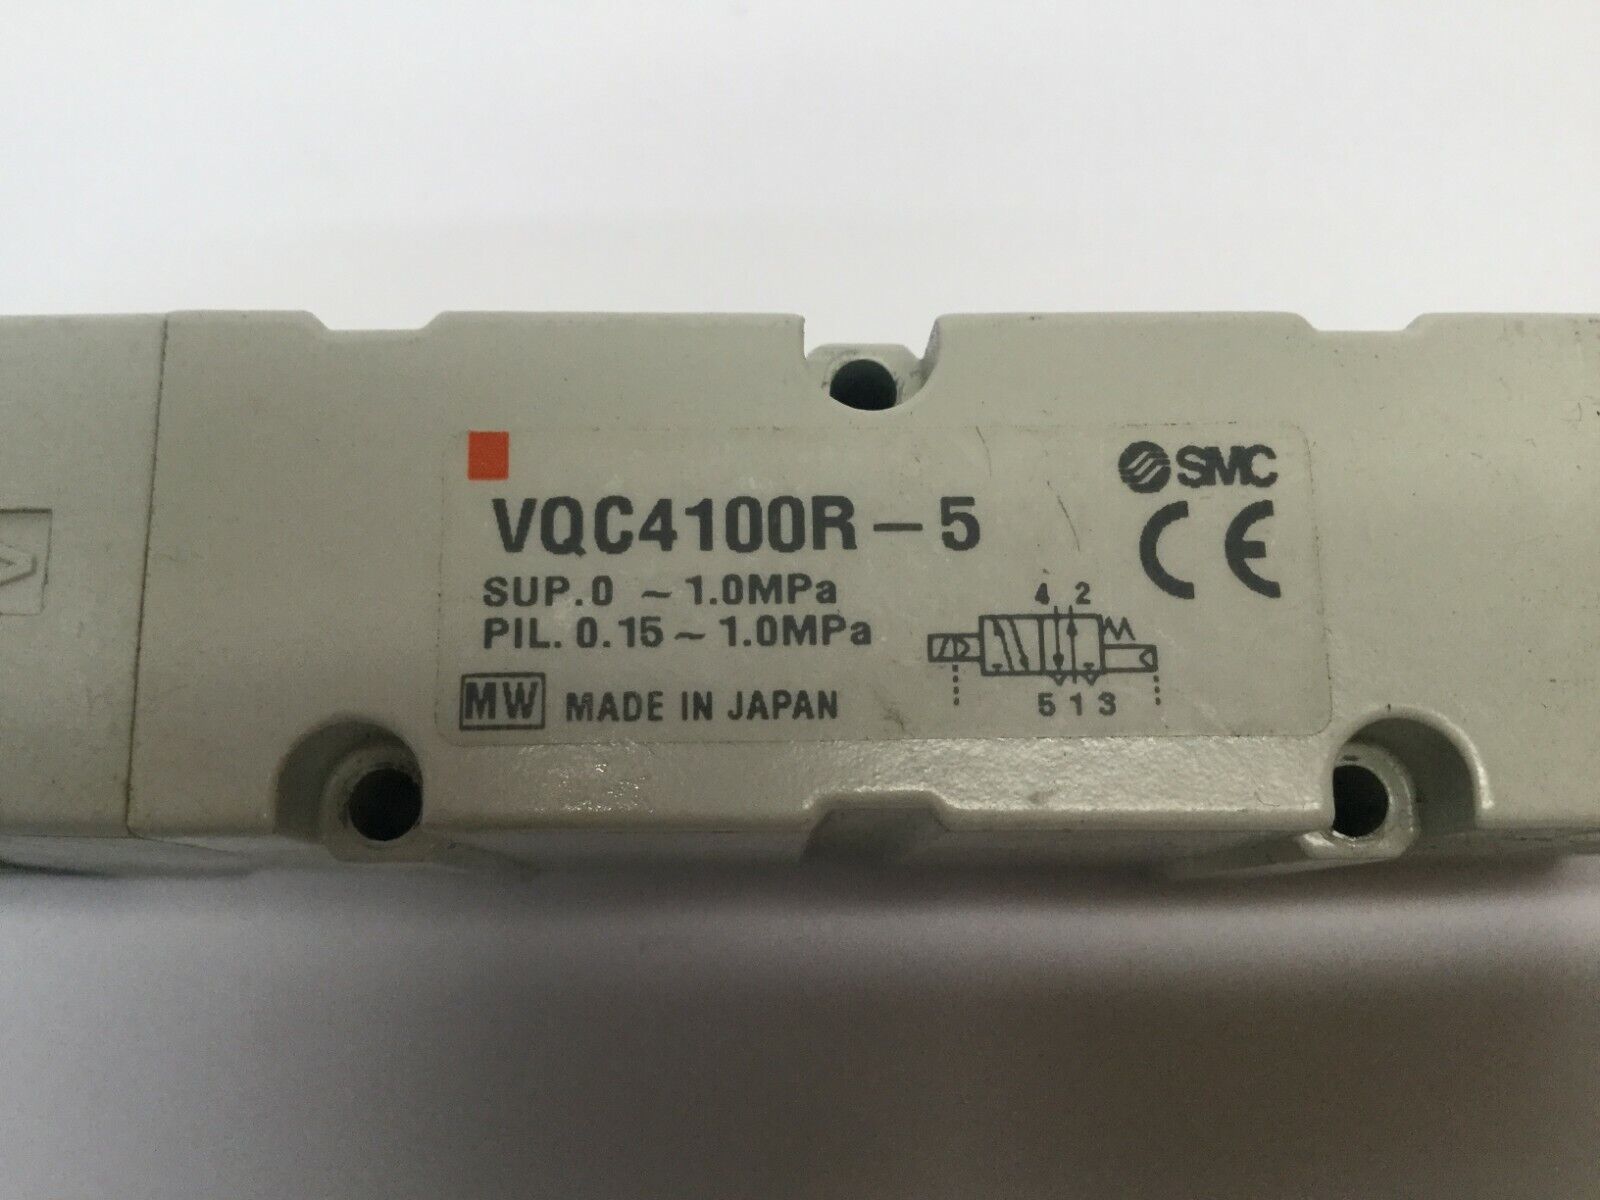 SMC
VQC4100R-5
CE
SUP.0 ~ 1.0MPa
PIL. 0.15~1.0MPa
4 2
5 1 3
MW MADE IN JAPAN